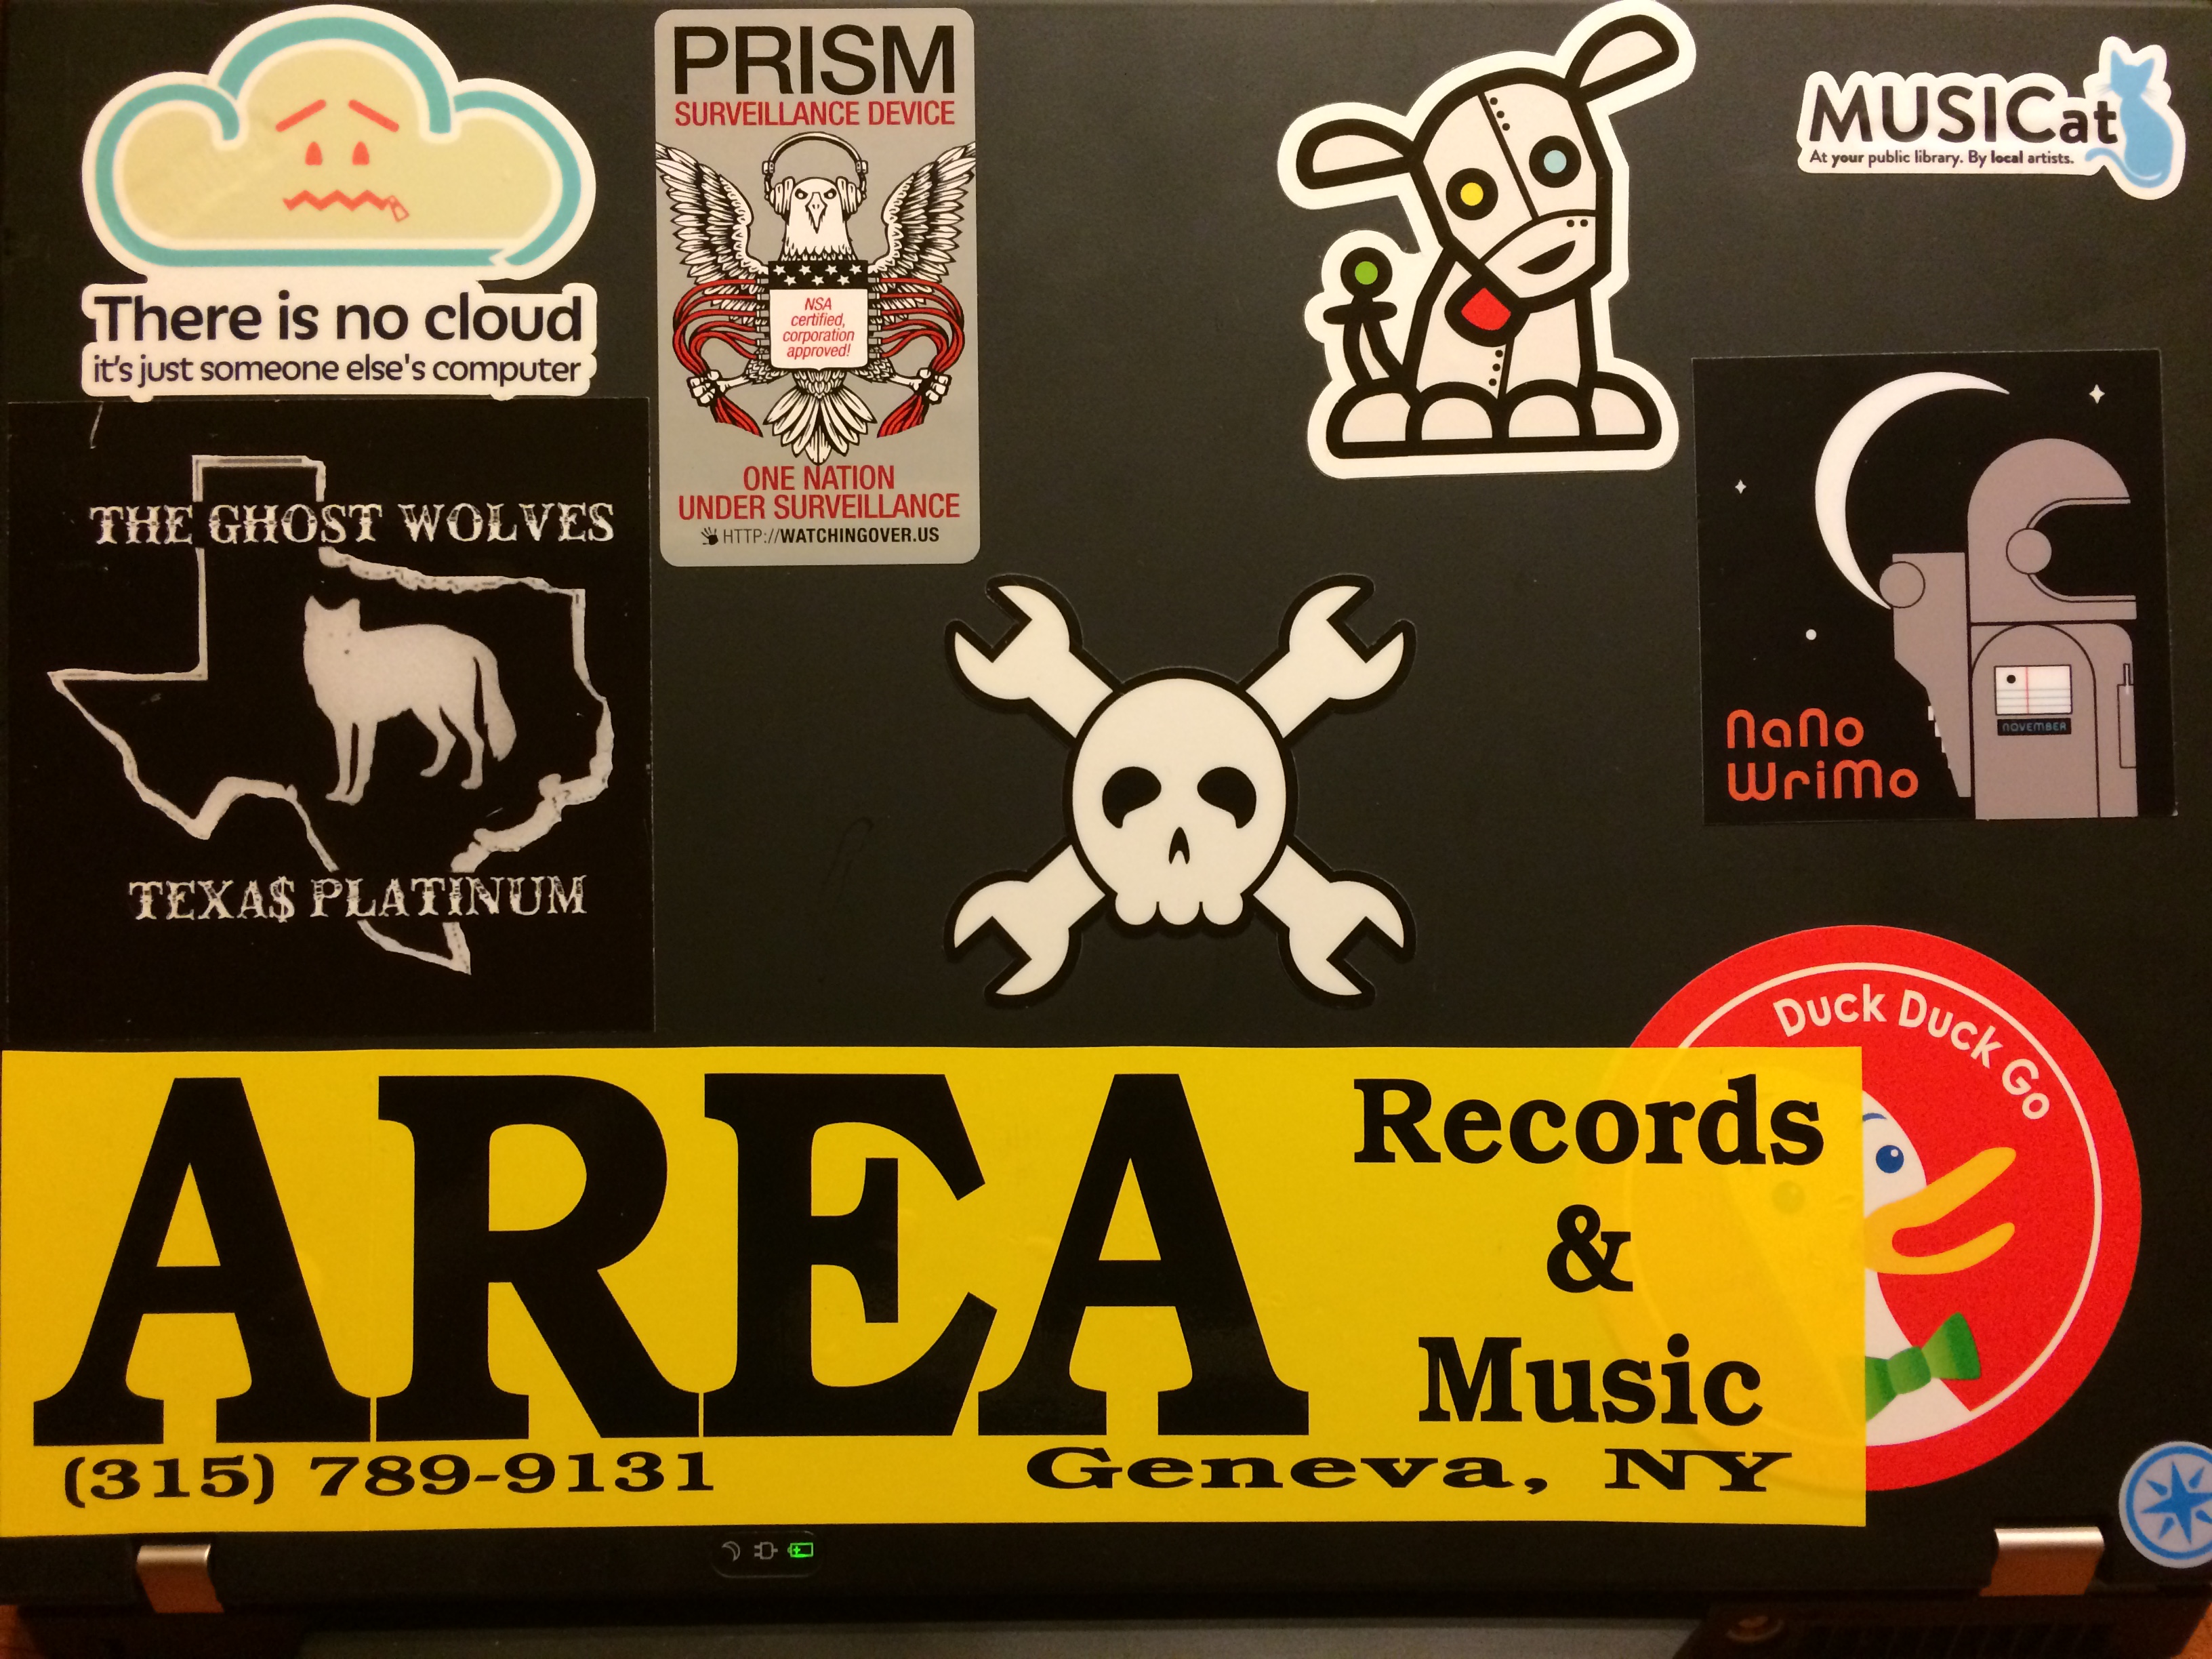 There is no cloud
it's just someone else's computer
PRISM
SURVEILLANCE DEVICE
NSA
certified,
corporation
approved!
ONE NATION
UNDER SURVEILLANCE
HTTP://WATCHINGOVER.US
MUSICat
At your public library. By local artists.
THE GHOST WOLVES
TEXA$ PLATINUM
NOVEMBER
NaNo
WriMo
Duck Duck Go
AREA
Records
&
Music
(315) 789-9131
Geneva, NY